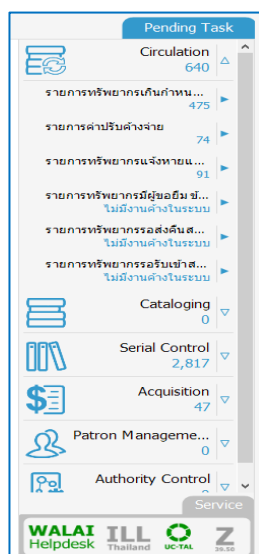 Pending Task
Circulation
640
รายการทรัพยากรเกินกำหน...
475
รายการค่าปรับค้างจ่าย
74
รายการทรัพยากรแจ้งหายแ...
91
รายการทรัพยากรมีผู้ขอยืม ข้...
ไม่มีงานค้างในระบบ
รายการทรัพยากรรอส่งคืนส...
ไม่มีงานค้างในระบบ
รายการทรัพยากรรอรับเข้าส...
ไม่มีงานค้างในระบบ
Cataloging
0
Serial Control
2,817
Acquisition
47
Patron Manageme...
0
Authority Control
Service
WALAI ILL UC-TAL Z
Helpdesk Thailand 39.50